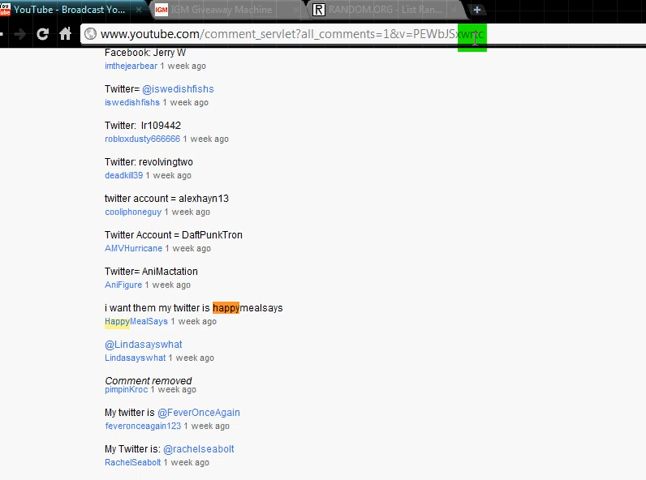 YouTube - Broadcast Yo...
IGM Giveaway Machine
RANDOM.ORG - List Ran...
www.youtube.com/comment_servlet?all_comments=1&v=PEWbJSxwrtc
Facebook: Jerry W
imthejearbear 1 week ago
Twitter= @iswedishfishs
iswedishfishs 1 week ago
Twitter: lr109442
robloxdusty666666 1 week ago
Twitter: revolvingtwo
deadkill39 1 week ago
twitter account = alexhayn13
cooliphoneguy 1 week ago
Twitter Account = DaftPunkTron
AMVHurricane 1 week ago
Twitter= AniMactation
AniFigure 1 week ago
i want them my twitter is happymealsays
HappyMealSays 1 week ago
@Lindasayswhat
Lindasayswhat 1 week ago
Comment removed
pimpinKroc 1 week ago
My twitter is @FeverOnceAgain
feveronceagain123 1 week ago
My Twitter is: @rachelseabolt
RachelSeabolt 1 week ago